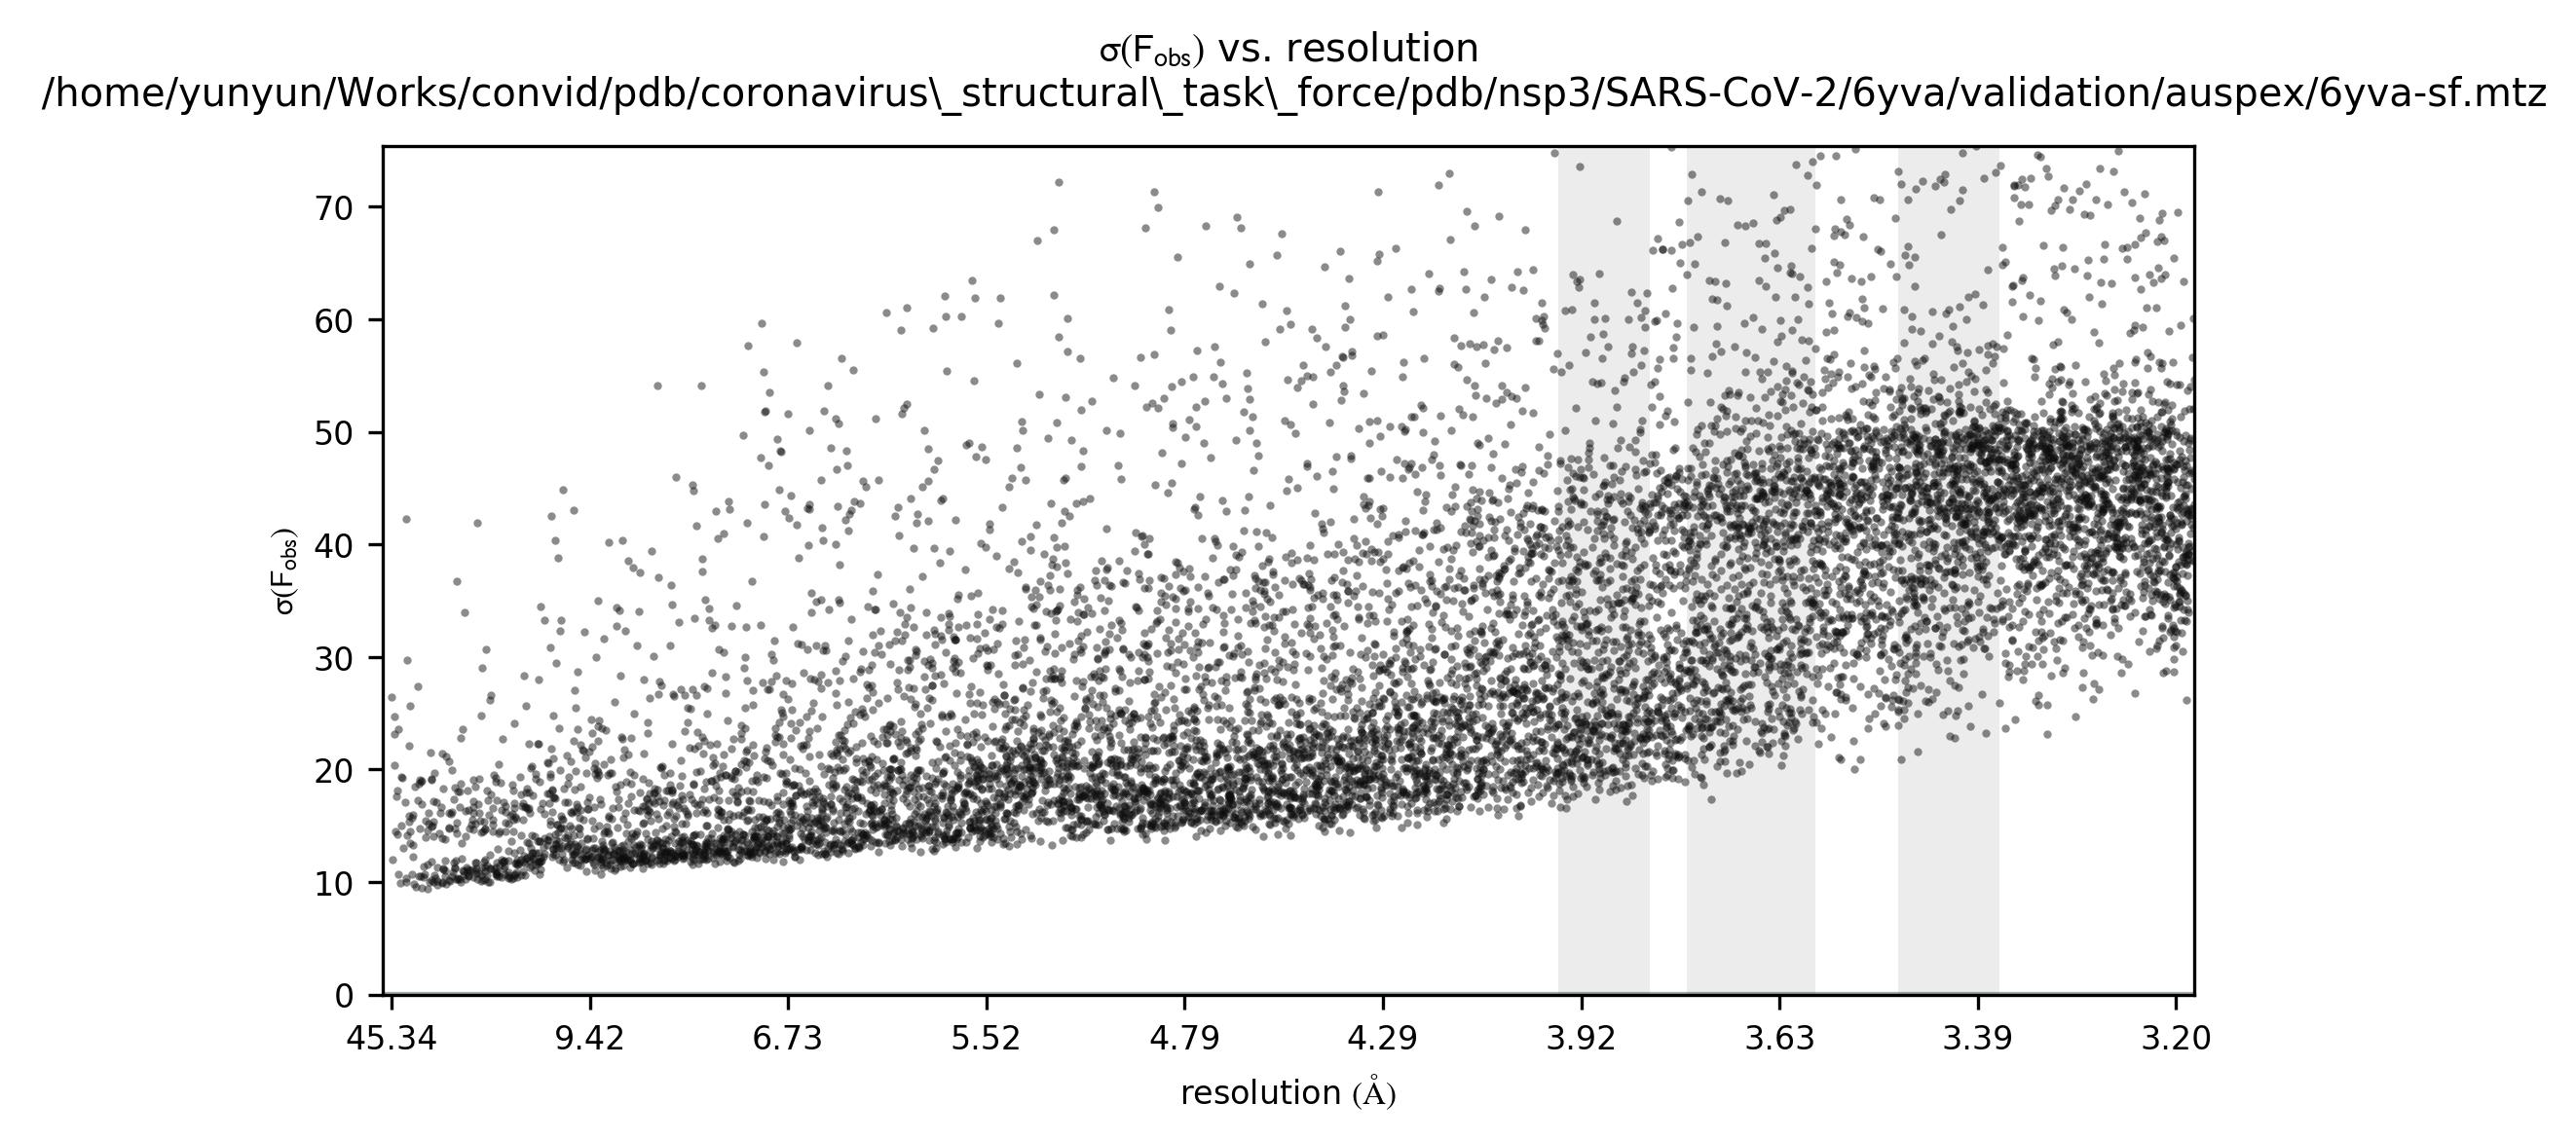 σ(Fobs) vs. resolution
/home/yunyun/Works/convid/pdb/coronavirus\_structural\_task\_force/pdb/nsp3/SARS-CoV-2/6yva/validation/auspex/6yva-sf.mtz
70
60
50
40
30
20
10
0
σ(Fobs)
45.34 9.42 6.73 5.52 4.79 4.29 3.92 3.63 3.39 3.20
resolution (Å)